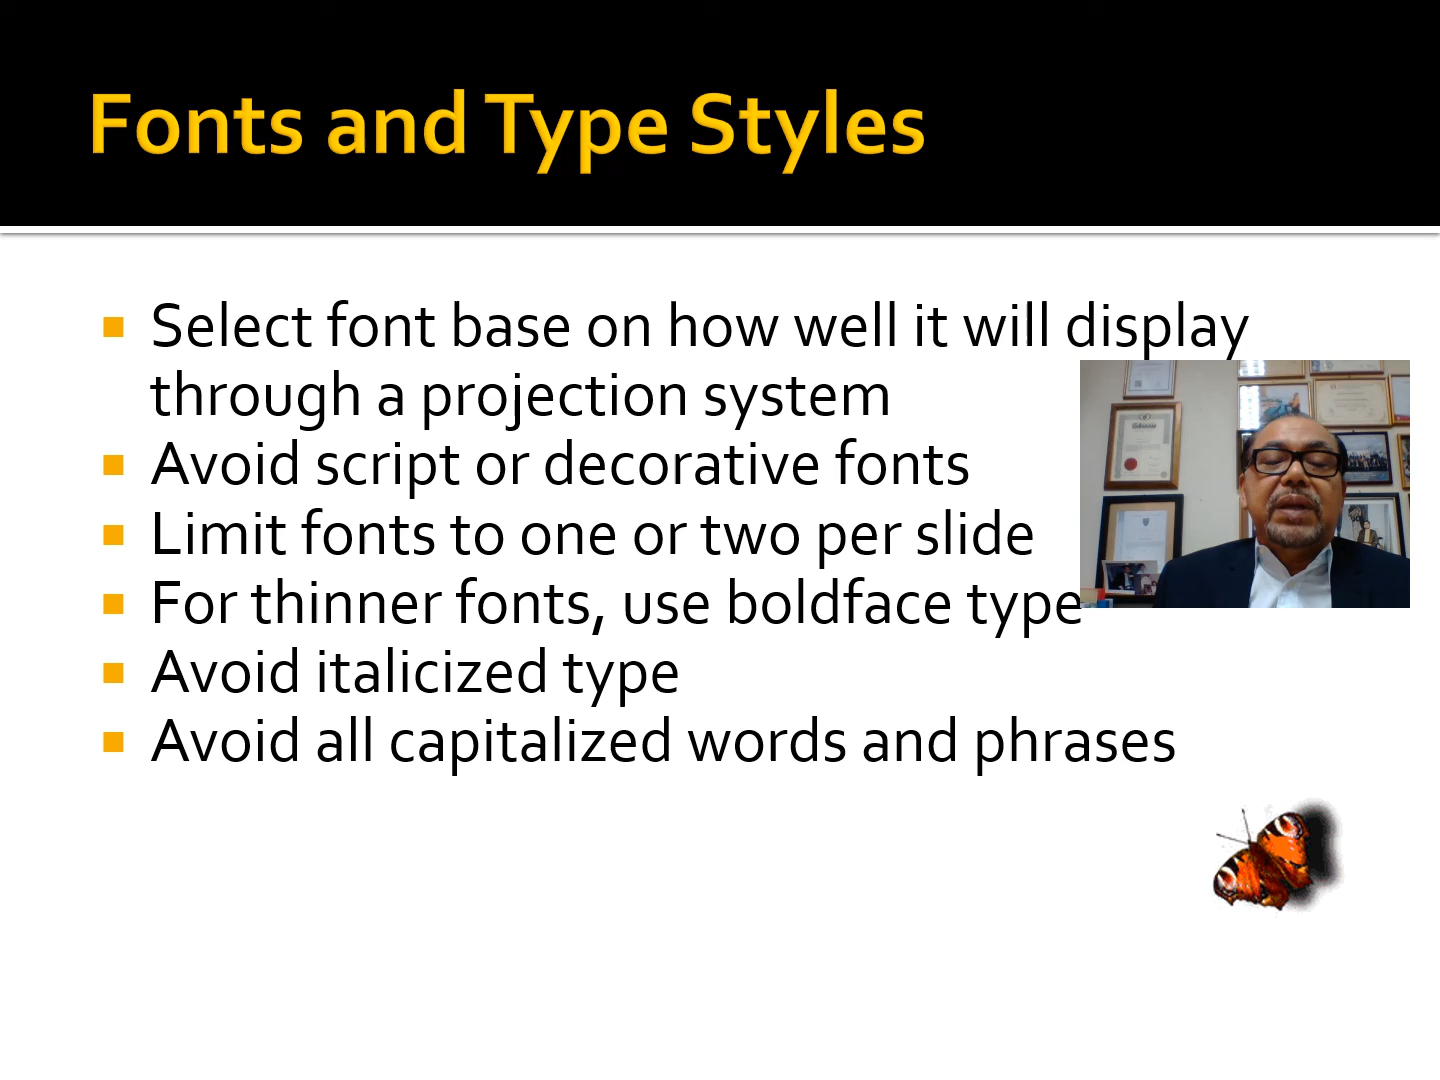 Fonts and Type Styles
Select font base on how well it will display
through a projection system
Avoid script or decorative fonts
Limit fonts to one or two per slide
For thinner fonts, use boldface type
Avoid italicized type
Avoid all capitalized words and phrases